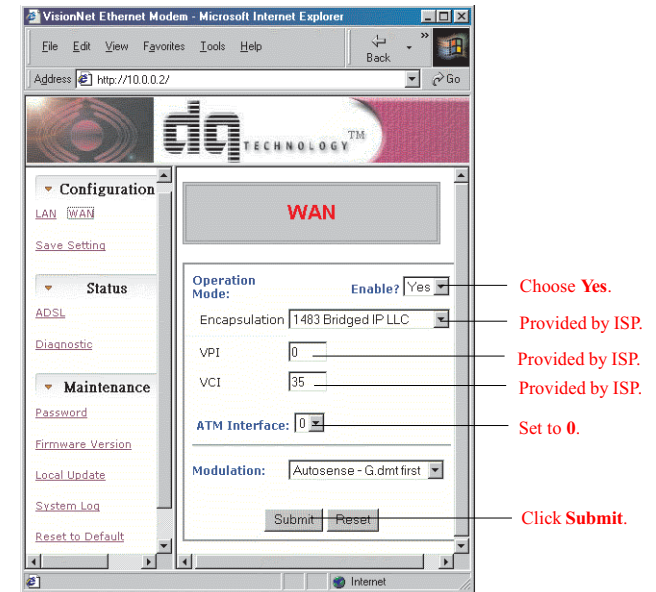 VisionNet Ethernet Modem - Microsoft Internet Explorer
File Edit View Favorites Tools Help
Back
»
Address http://10.0.0.2/ Go
dq TECHNOLOGY TM
Configuration
LAN WAN
Save Setting
Status
ADSL
Diagnostic
Maintenance
Password
Firmware Version
Local Update
System Log
Reset to Default
WAN
Operation Mode:
Enable? Yes
Choose Yes.
Encapsulation 1483 Bridged IP LLC
Provided by ISP.
VPI 0
Provided by ISP.
VCI 35
Provided by ISP.
ATM Interface: 0
Set to 0.
Modulation: Autosense - G.dmt first
Submit Reset
Click Submit.
Internet